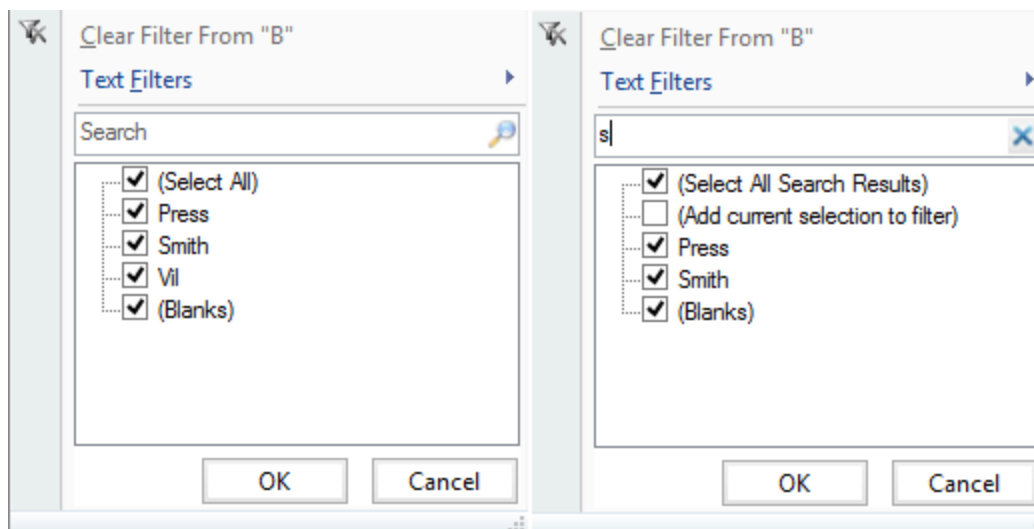 Clear Filter From "B"
Text Filters
Search
(Select All)
Press
Smith
Vil
(Blanks)
OK
Cancel
Clear Filter From "B"
Text Filters
s
(Select All Search Results)
(Add current selection to filter)
Press
Smith
(Blanks)
OK
Cancel